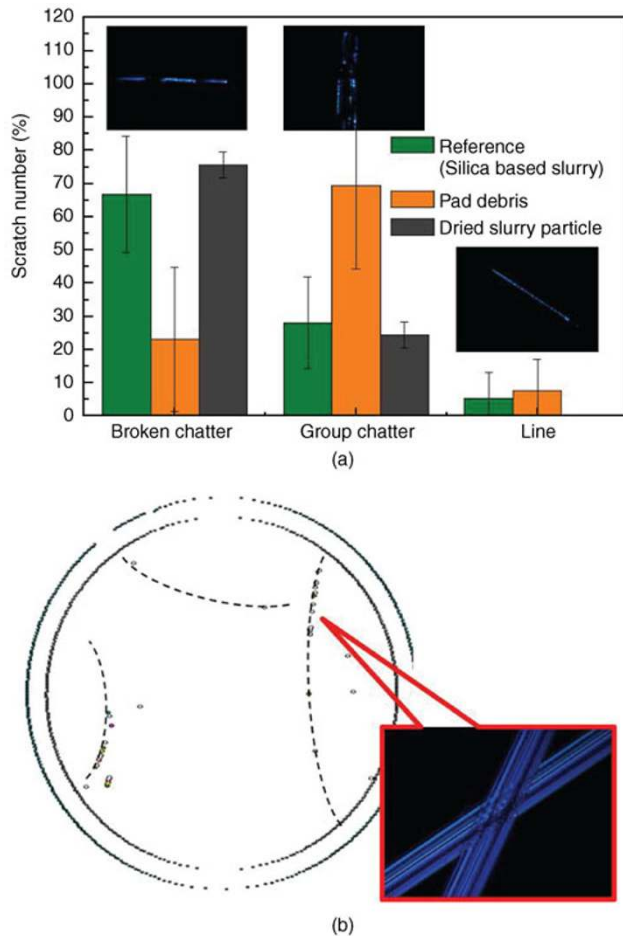 120
110
100
90
80
70
60
50
40
30
20
10
0
Scratch number (%)
Reference
(Silica based slurry)
Pad debris
Dried slurry particle
Broken chatter
Group chatter
Line
(a)
(b)